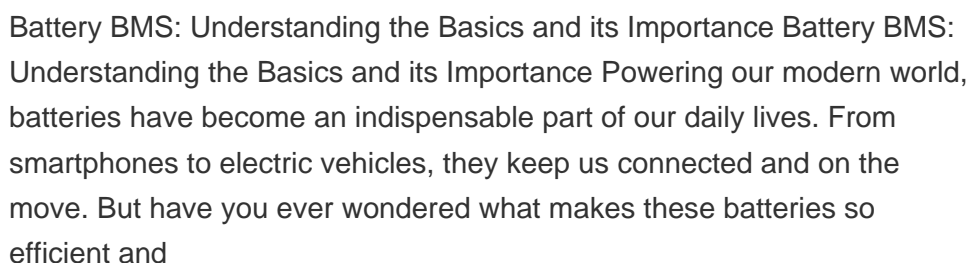 Battery BMS: Understanding the Basics and its Importance Battery BMS:
Understanding the Basics and its Importance Powering our modern world,
batteries have become an indispensable part of our daily lives. From
smartphones to electric vehicles, they keep us connected and on the
move. But have you ever wondered what makes these batteries so
efficient and